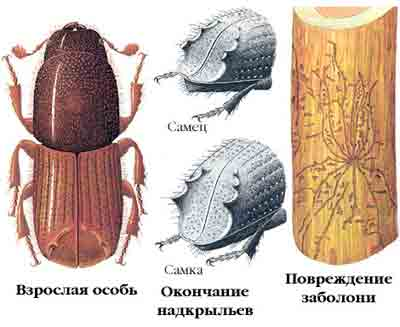 Самец
Самка
Взрослая особь
Окончание
надкрыльев
Повреждение
заболони